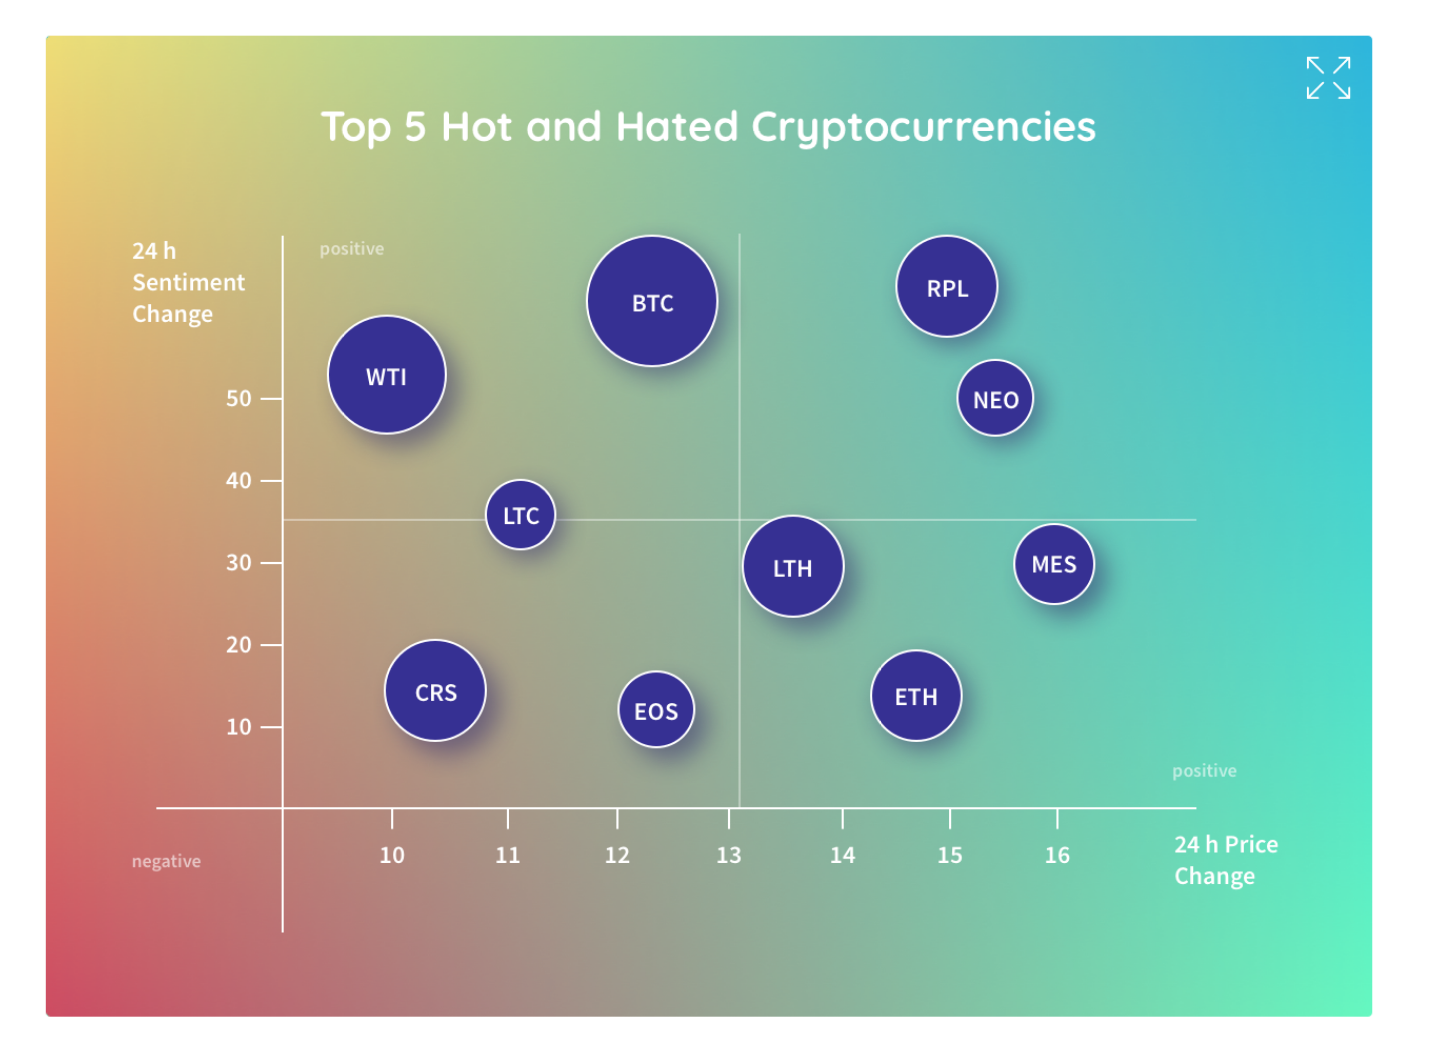 Top 5 Hot and Hated Cryptocurrencies
24 h
Sentiment
Change
positive
BTC
RPL
WTI
NEO
50
40
LTC
30
LTH
MES
20
CRS
EOS
ETH
10
positive
negative
10 11 12 13 14 15 16
24 h Price
Change